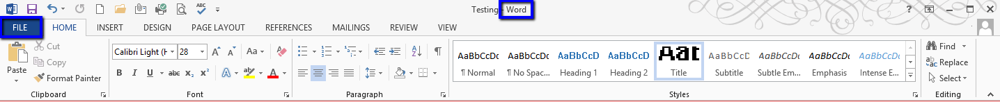 Testing - Word
FILE HOME INSERT DESIGN PAGE LAYOUT REFERENCES MAILINGS REVIEW VIEW
Paste
Cut
Copy
Format Painter
Clipboard
Calibri Light (H 28
B I U abc x₂ x² A ab A
Font
Paragraph
AaBbCcDc AaBbCcDc AaBbCcD AaBbCcD Aat AaBbCcD AaBbCcDc AaBbCcDc AaBbCcDc
¶ Normal ¶ No Spac... Heading 1 Heading 2 Title Subtitle Subtle Em... Emphasis Intense E...
Styles
Find
Replace
Select
Editing